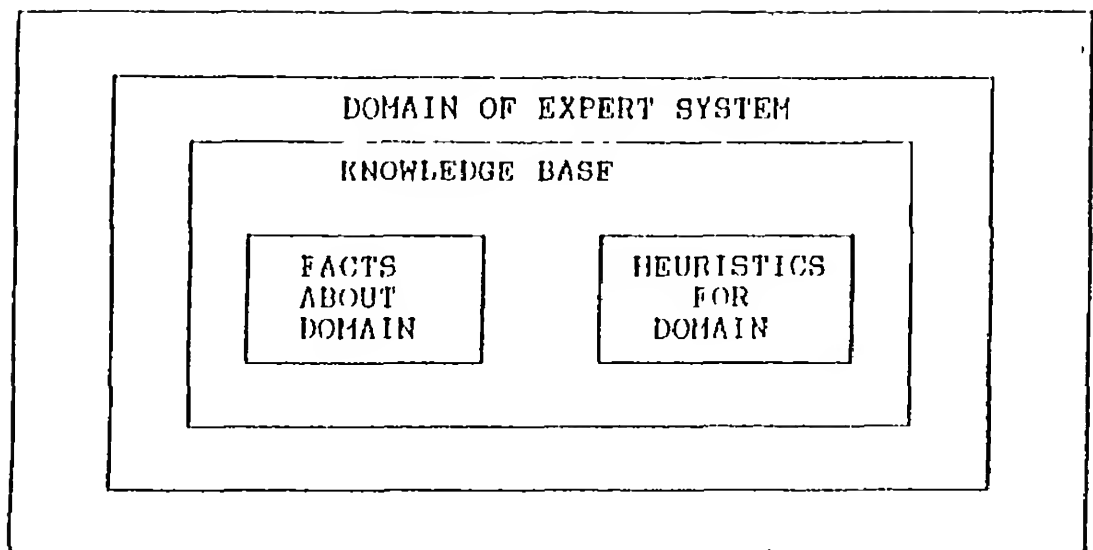 DOMAIN OF EXPERT SYSTEM
KNOWLEDGE BASE
FACTS
ABOUT
DOMAIN
HEURISTICS
FOR
DOMAIN